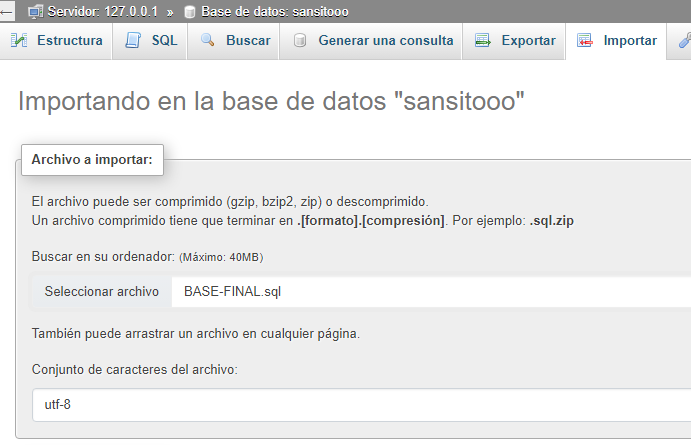 ← Servidor: 127.0.0.1 » Base de datos: sansitooo
Estructura SQL Buscar Generar una consulta Exportar Importar
Importando en la base de datos "sansitooo"
Archivo a importar:
El archivo puede ser comprimido (gzip, bzip2, zip) o descomprimido.
Un archivo comprimido tiene que terminar en .[formato].[compresión]. Por ejemplo: .sql.zip
Buscar en su ordenador: (Máximo: 40MB)
Seleccionar archivo BASE-FINAL.sql
También puede arrastrar un archivo en cualquier página.
Conjunto de caracteres del archivo:
utf-8